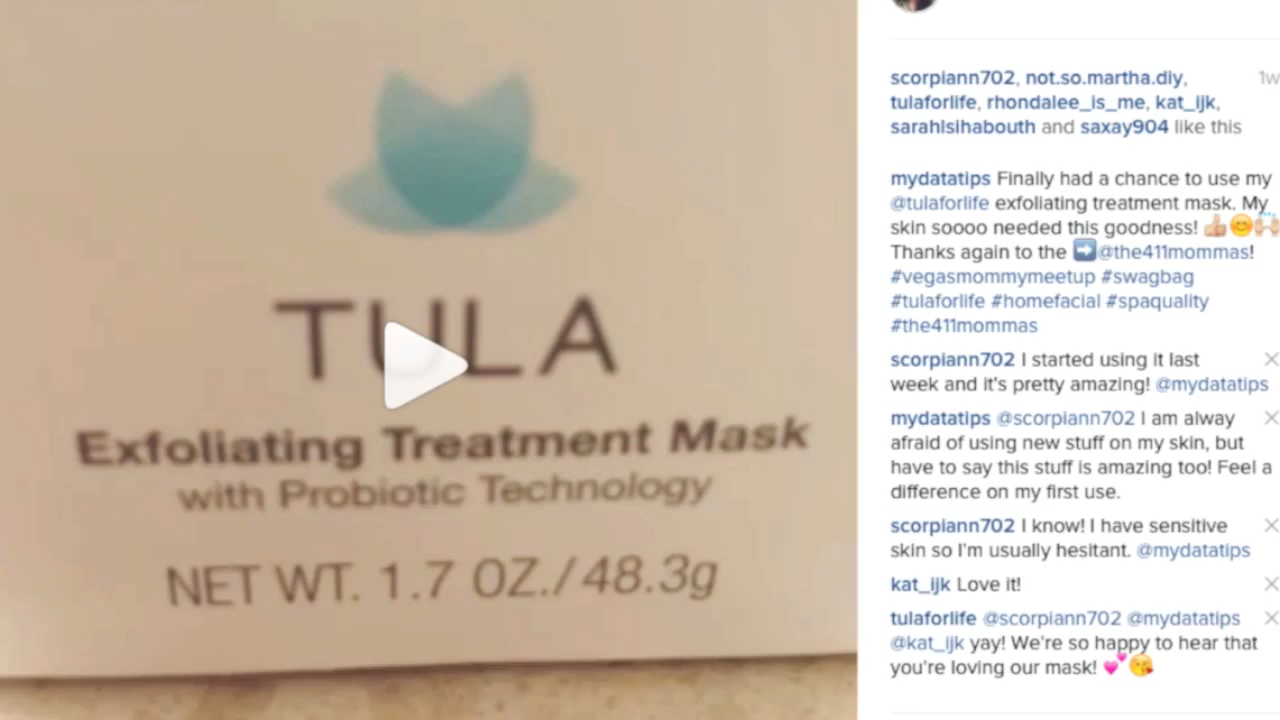 TULA
Exfoliating Treatment Mask
with Probiotic Technology
NET WT. 1.7 OZ./48.3g
scorpiann702, not.so.martha.diy,
1w
tulaforlife, rhondalee_is_me, kat_ijk,
sarahlsihabouth and saxay904 like this
mydatatips Finally had a chance to use my
@tulaforlife exfoliating treatment mask. My
skin soooo needed this goodness! 👍😊🙌
Thanks again to the ➡@the411mommas!
#vegasmommymeetup #swagbag
#tulaforlife #homefacial #spaquality
#the411mommas
scorpiann702 I started using it last
week and it's pretty amazing! @mydatatips
mydatatips @scorpiann702 I am alway
afraid of using new stuff on my skin, but
have to say this stuff is amazing too! Feel a
difference on my first use.
scorpiann702 I know! I have sensitive
skin so I'm usually hesitant. @mydatatips
kat_ijk Love it!
tulaforlife @scorpiann702 @mydatatips
@kat_ijk yay! We're so happy to hear that
you're loving our mask! 💕😘